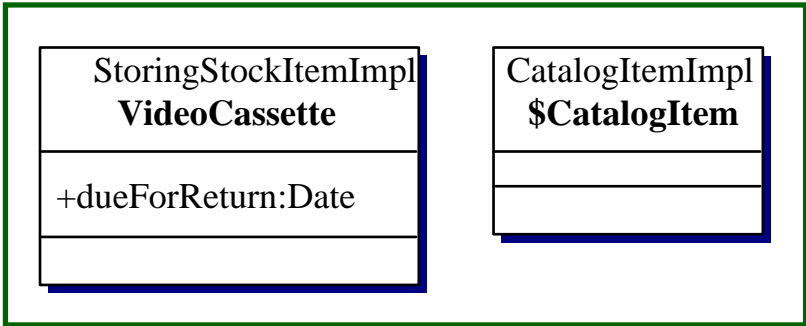 StoringStockItemImpl
VideoCassette
+dueForReturn:Date
CatalogItemImpl
$CatalogItem